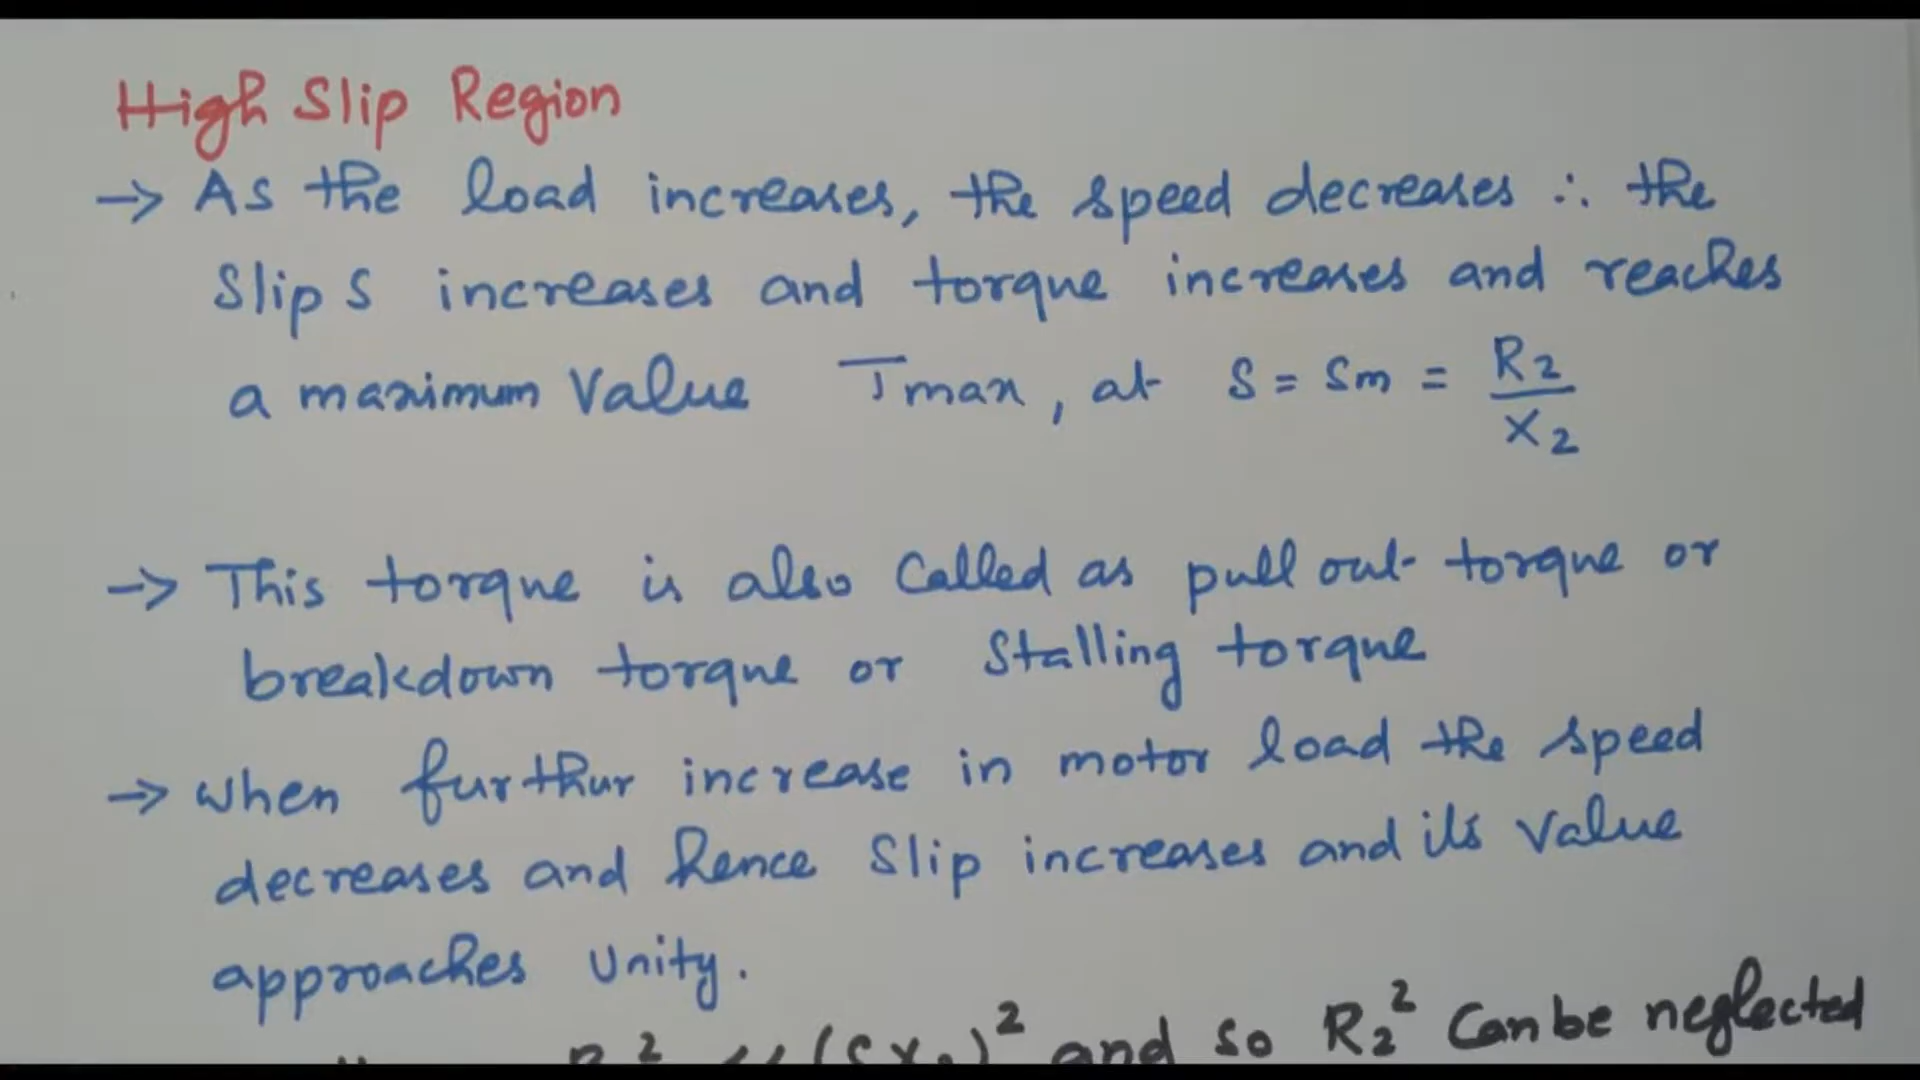 High Slip Region
→ As the load increases, the speed decreases ∴ the
Slip S increases and torque increases and reaches
a maximum Value Tmax, at S = Sm = R2/X2
→ This torque is also Called as pull out torque or
breakdown torque or Stalling torque
→ When furthur increase in motor load the speed
decreases and hence Slip increases and its Value
approaches Unity.
R2² << (SX2)² and so R2² Can be neglected